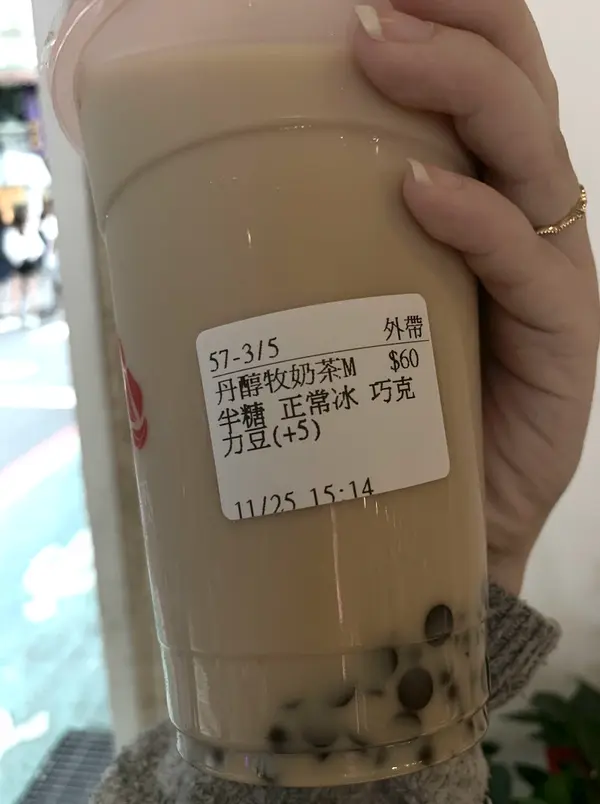 57-3/5 外帶
丹醇牧奶茶M $60
半糖 正常冰 巧克
力豆(+5)
11/25 15:14